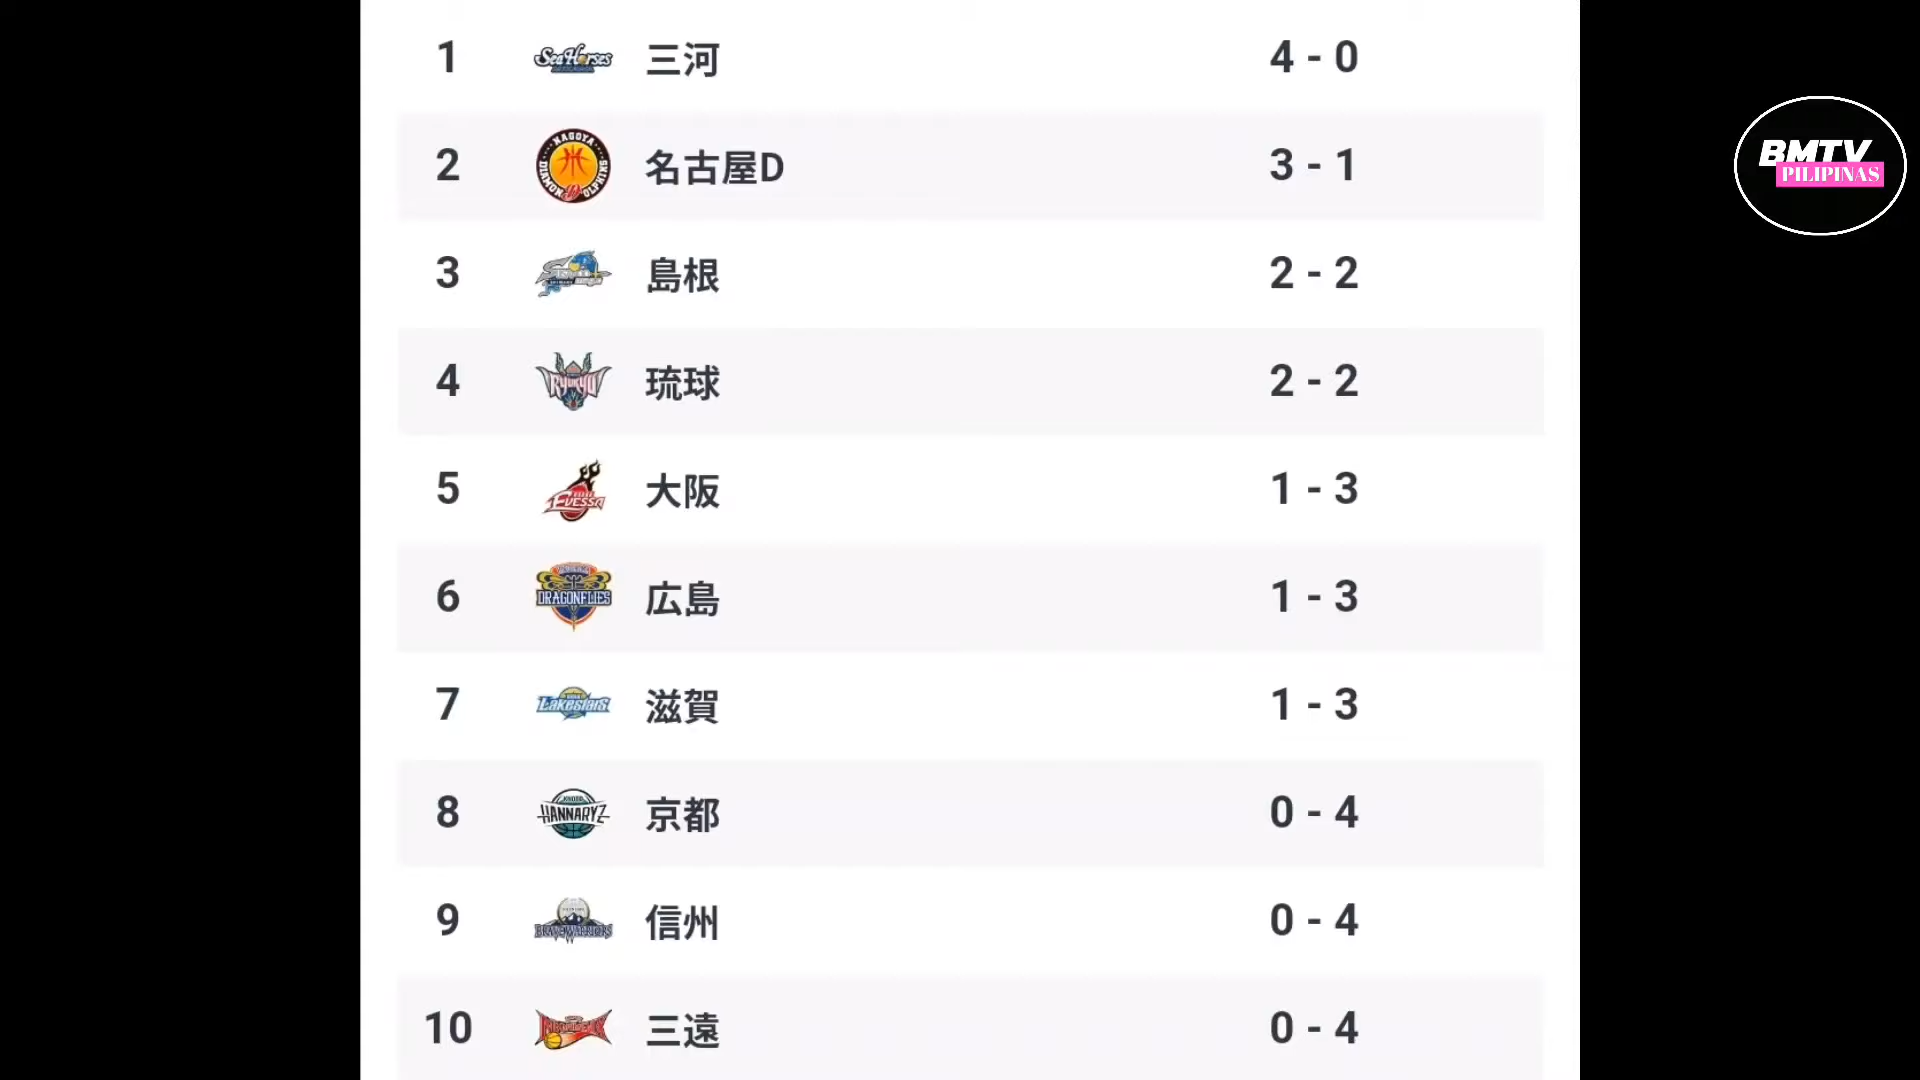 1 SeaHorses 三河 4 - 0
2 NAGOYA DIAMOND DOLPHINS 名古屋D 3 - 1
3 島根 2 - 2
4 RYUKYU 琉球 2 - 2
5 EVESSA 大阪 1 - 3
6 DRAGONFLIES 広島 1 - 3
7 Lakestars 滋賀 1 - 3
8 HANNARYZ 京都 0 - 4
9 BRAVEWARRIORS 信州 0 - 4
10 三遠 0 - 4
BMTV
PILIPINAS